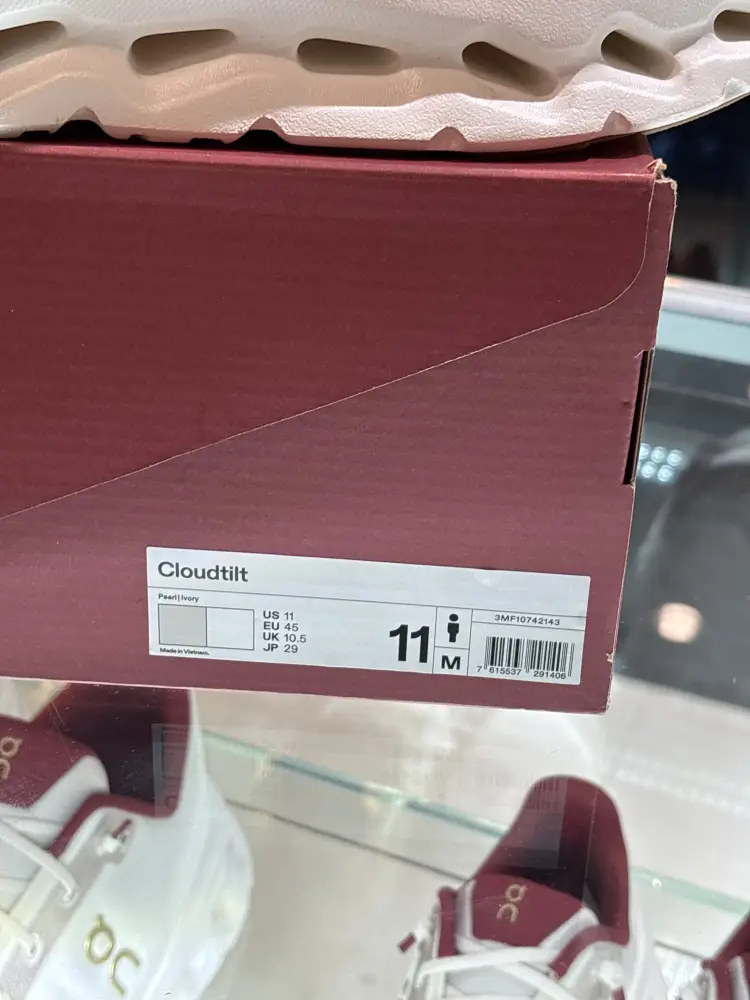 Cloudtilt
Pearl | Ivory
US 11
EU 45
UK 10.5
JP 29
Made in Vietnam.
11
M
3MF10742143
7 615537 291406